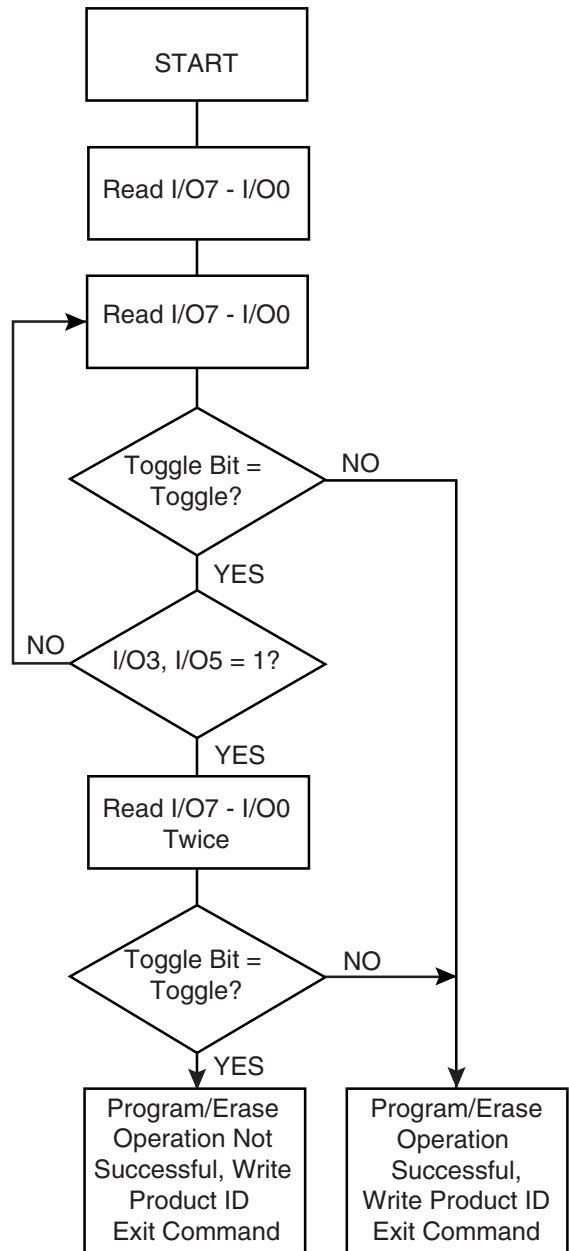 START
Read I/O7 - I/O0
Read I/O7 - I/O0
Toggle Bit =
Toggle?
NO
YES
NO
I/O3, I/O5 = 1?
YES
Read I/O7 - I/O0
Twice
Toggle Bit =
Toggle?
NO
YES
Program/Erase
Operation Not
Successful, Write
Product ID
Exit Command
Program/Erase
Operation
Successful,
Write Product ID
Exit Command